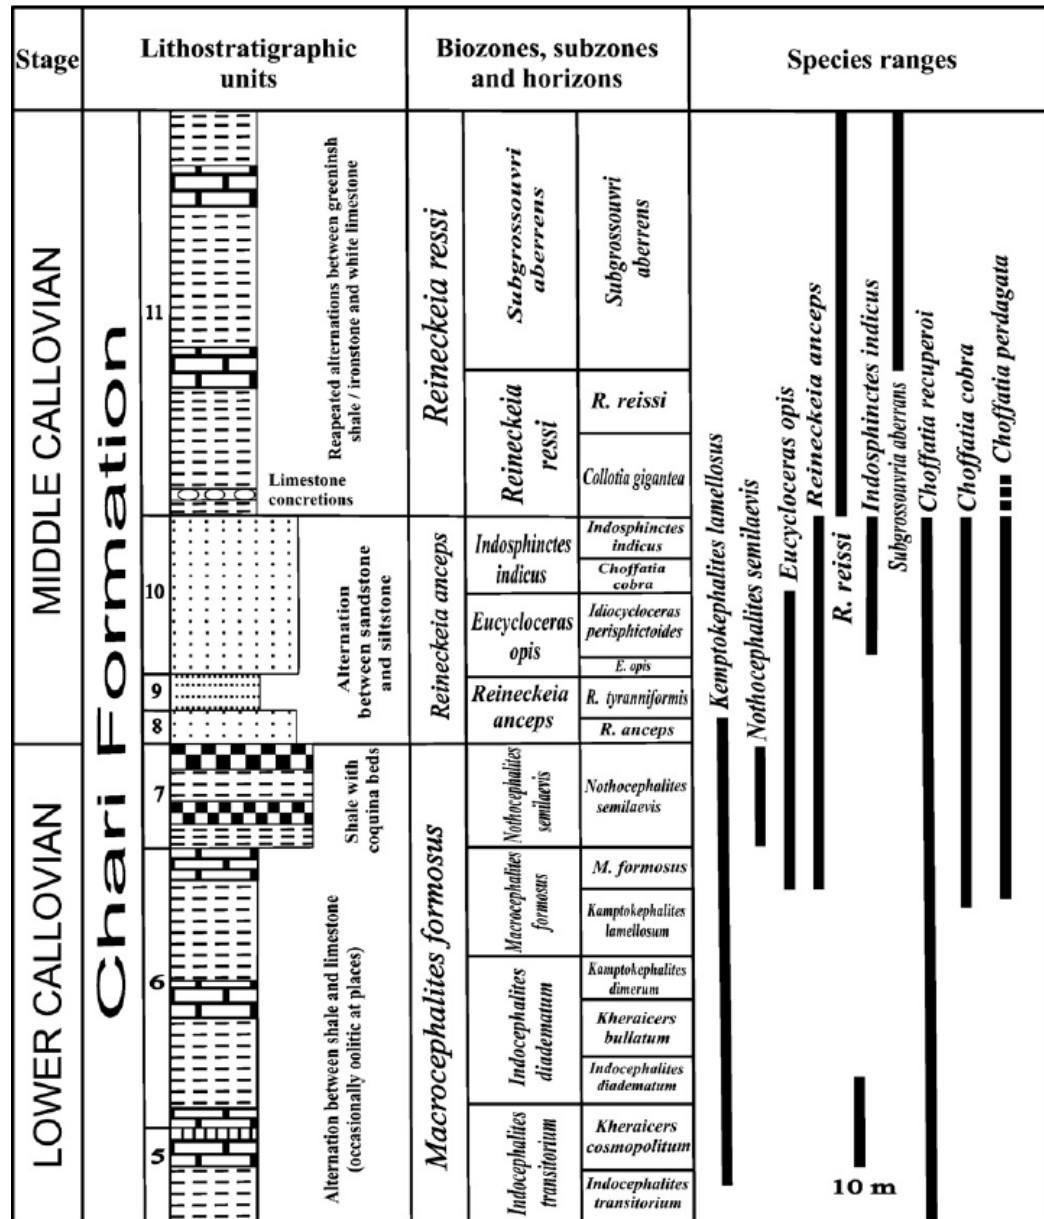 Stage
Lithostratigraphic
units
Biozones, subzones
and horizons
Species ranges
MIDDLE CALLOVIAN
LOWER CALLOVIAN
Chari Formation
11
10
9
8
7
6
5
Reapeated alternations between greeninsh
shale / ironstone and white limestone
Limestone
concretions
Alternation
between sandstone
and siltstone
Shale with
coquina beds
Alternation between shale and limestone
(occasionally oolitic at places)
Reineckeia ressi
Reineckeia anceps
Macrocephalites formosus
Subgrossouvri
aberrens
Reineckeia
ressi
Indosphinctes
indicus
Eucycloceras
opis
Reineckeia
anceps
Nothocephalites
semilaevis
Macrocephalites
formosus
Indocephalites
diadematum
Indocephalites
transitorium
Subgrossouvri
aberrens
R. reissi
Collotia gigantea
Indosphinctes
indicus
Choffatia
cobra
Idiocycloceras
perisphictoides
E. opis
R. tyranniformis
R. anceps
Nothocephalites
semilaevis
M. formosus
Kamptokephalites
lamellosum
Kamptokephalites
dimerum
Kheraicers
bullatum
Indocephalites
diadematum
Kheraicers
cosmopolitum
Indocephalites
transitorium
Kemptokephalites lamellosus
Nothocephalites semilaevis
Eucycloceras opis
Reineckeia anceps
R. reissi
Indosphinctes indicus
Subgrossouvria aberrans
Choffatia recuperoi
Choffatia cobra
Choffatia perdagata
10 m